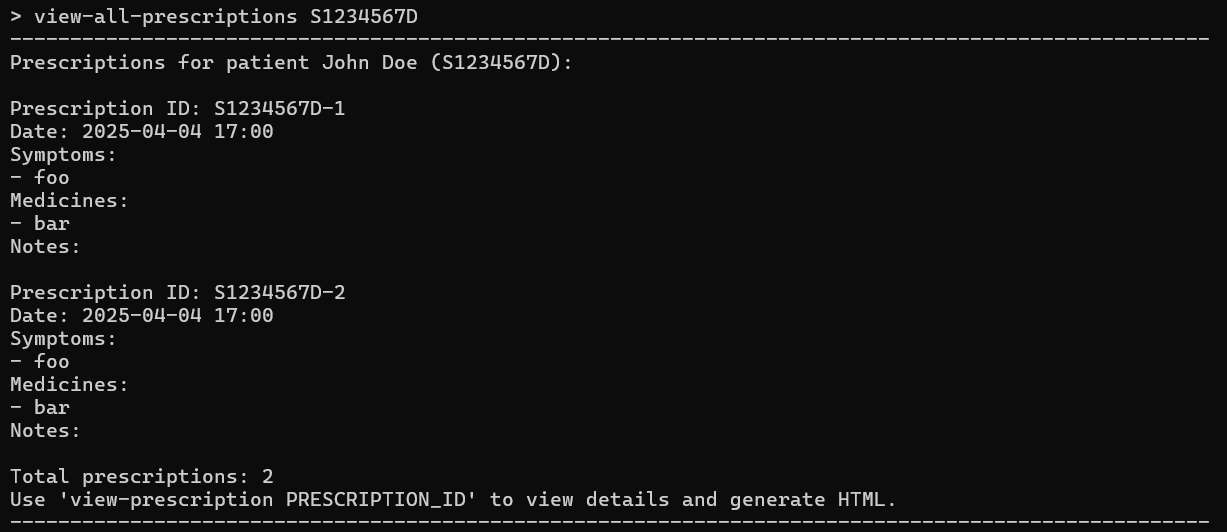 > view-all-prescriptions S1234567D
----------------------------------------------------------------------------------------------------
Prescriptions for patient John Doe (S1234567D):

Prescription ID: S1234567D-1
Date: 2025-04-04 17:00
Symptoms:
- foo
Medicines:
- bar
Notes:

Prescription ID: S1234567D-2
Date: 2025-04-04 17:00
Symptoms:
- foo
Medicines:
- bar
Notes:

Total prescriptions: 2
Use 'view-prescription PRESCRIPTION_ID' to view details and generate HTML.
----------------------------------------------------------------------------------------------------